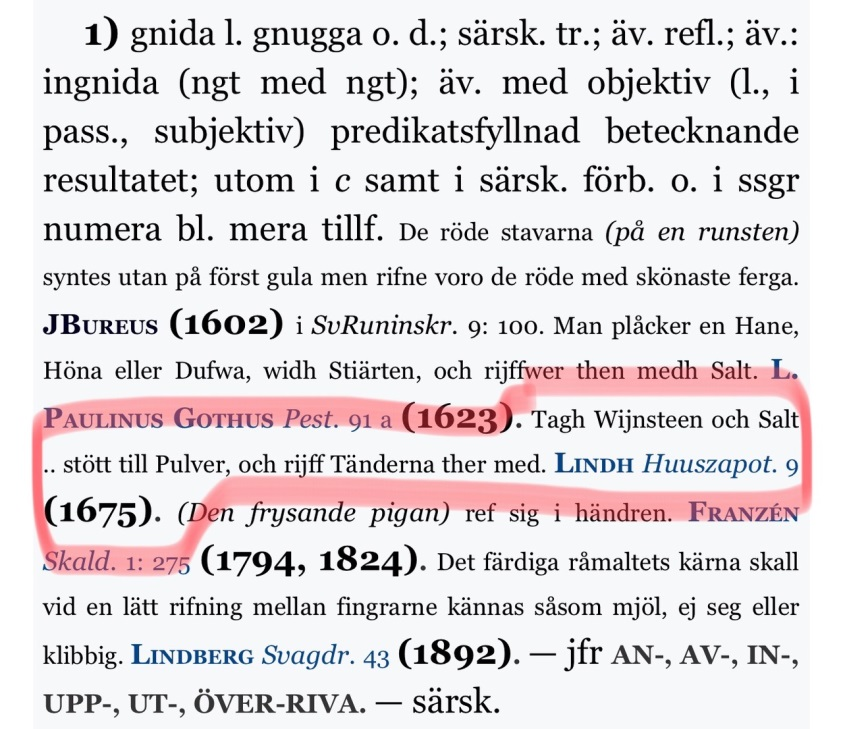 1) gnida l. gnugga o. d.; särsk. tr.; äv. refl.; äv.:
ingnida (ngt med ngt); äv. med objektiv (l., i
pass., subjektiv) predikatsfyllnad betecknande
resultatet; utom i c samt i särsk. förb. o. i ssgr
numera bl. mera tillf. De röde stavarna (på en runsten)
syntes utan på först gula men rifne voro de röde med skönaste ferga.
JBUREUS (1602) i SvRuninskr. 9: 100. Man plåcker en Hane,
Höna eller Dufwa, widh Stiärten, och rijffwer then medh Salt. L.
PAULINUS GOTHUS Pest. 91 a (1623). Tagh Wijnsteen och Salt
.. stött till Pulver, och rijff Tänderna ther med. LINDH Huuszapot. 9
(1675). (Den frysande pigan) ref sig i händren. FRANZÉN
Skald. 1: 275 (1794, 1824). Det färdiga råmaltets kärna skall
vid en lätt rifning mellan fingrarne kännas såsom mjöl, ej seg eller
klibbig. LINDBERG Svagdr. 43 (1892). — jfr AN-, AV-, IN-,
UPP-, UT-, ÖVER-RIVA. — särsk.